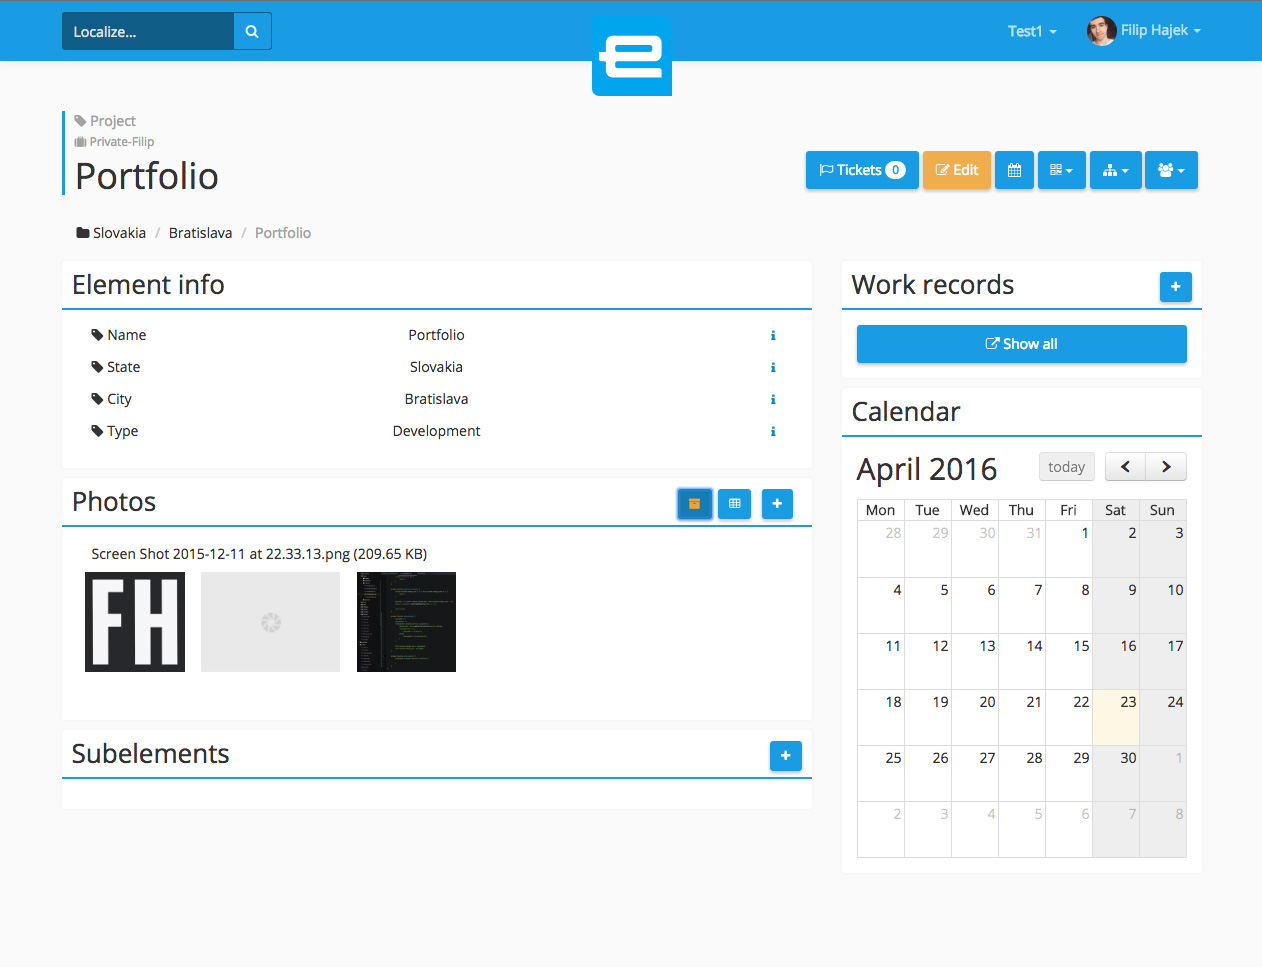 Localize...
Test1
Filip Hajek
Project
Private-Filip
Portfolio
Tickets 0
Edit
Slovakia / Bratislava / Portfolio
Element info
Name Portfolio
State Slovakia
City Bratislava
Type Development
Photos
Screen Shot 2015-12-11 at 22.33.13.png (209.65 KB)
FH
Subelements
Work records
Show all
Calendar
April 2016
today
Mon Tue Wed Thu Fri Sat Sun
28 29 30 31 1 2 3
4 5 6 7 8 9 10
11 12 13 14 15 16 17
18 19 20 21 22 23 24
25 26 27 28 29 30 1
2 3 4 5 6 7 8